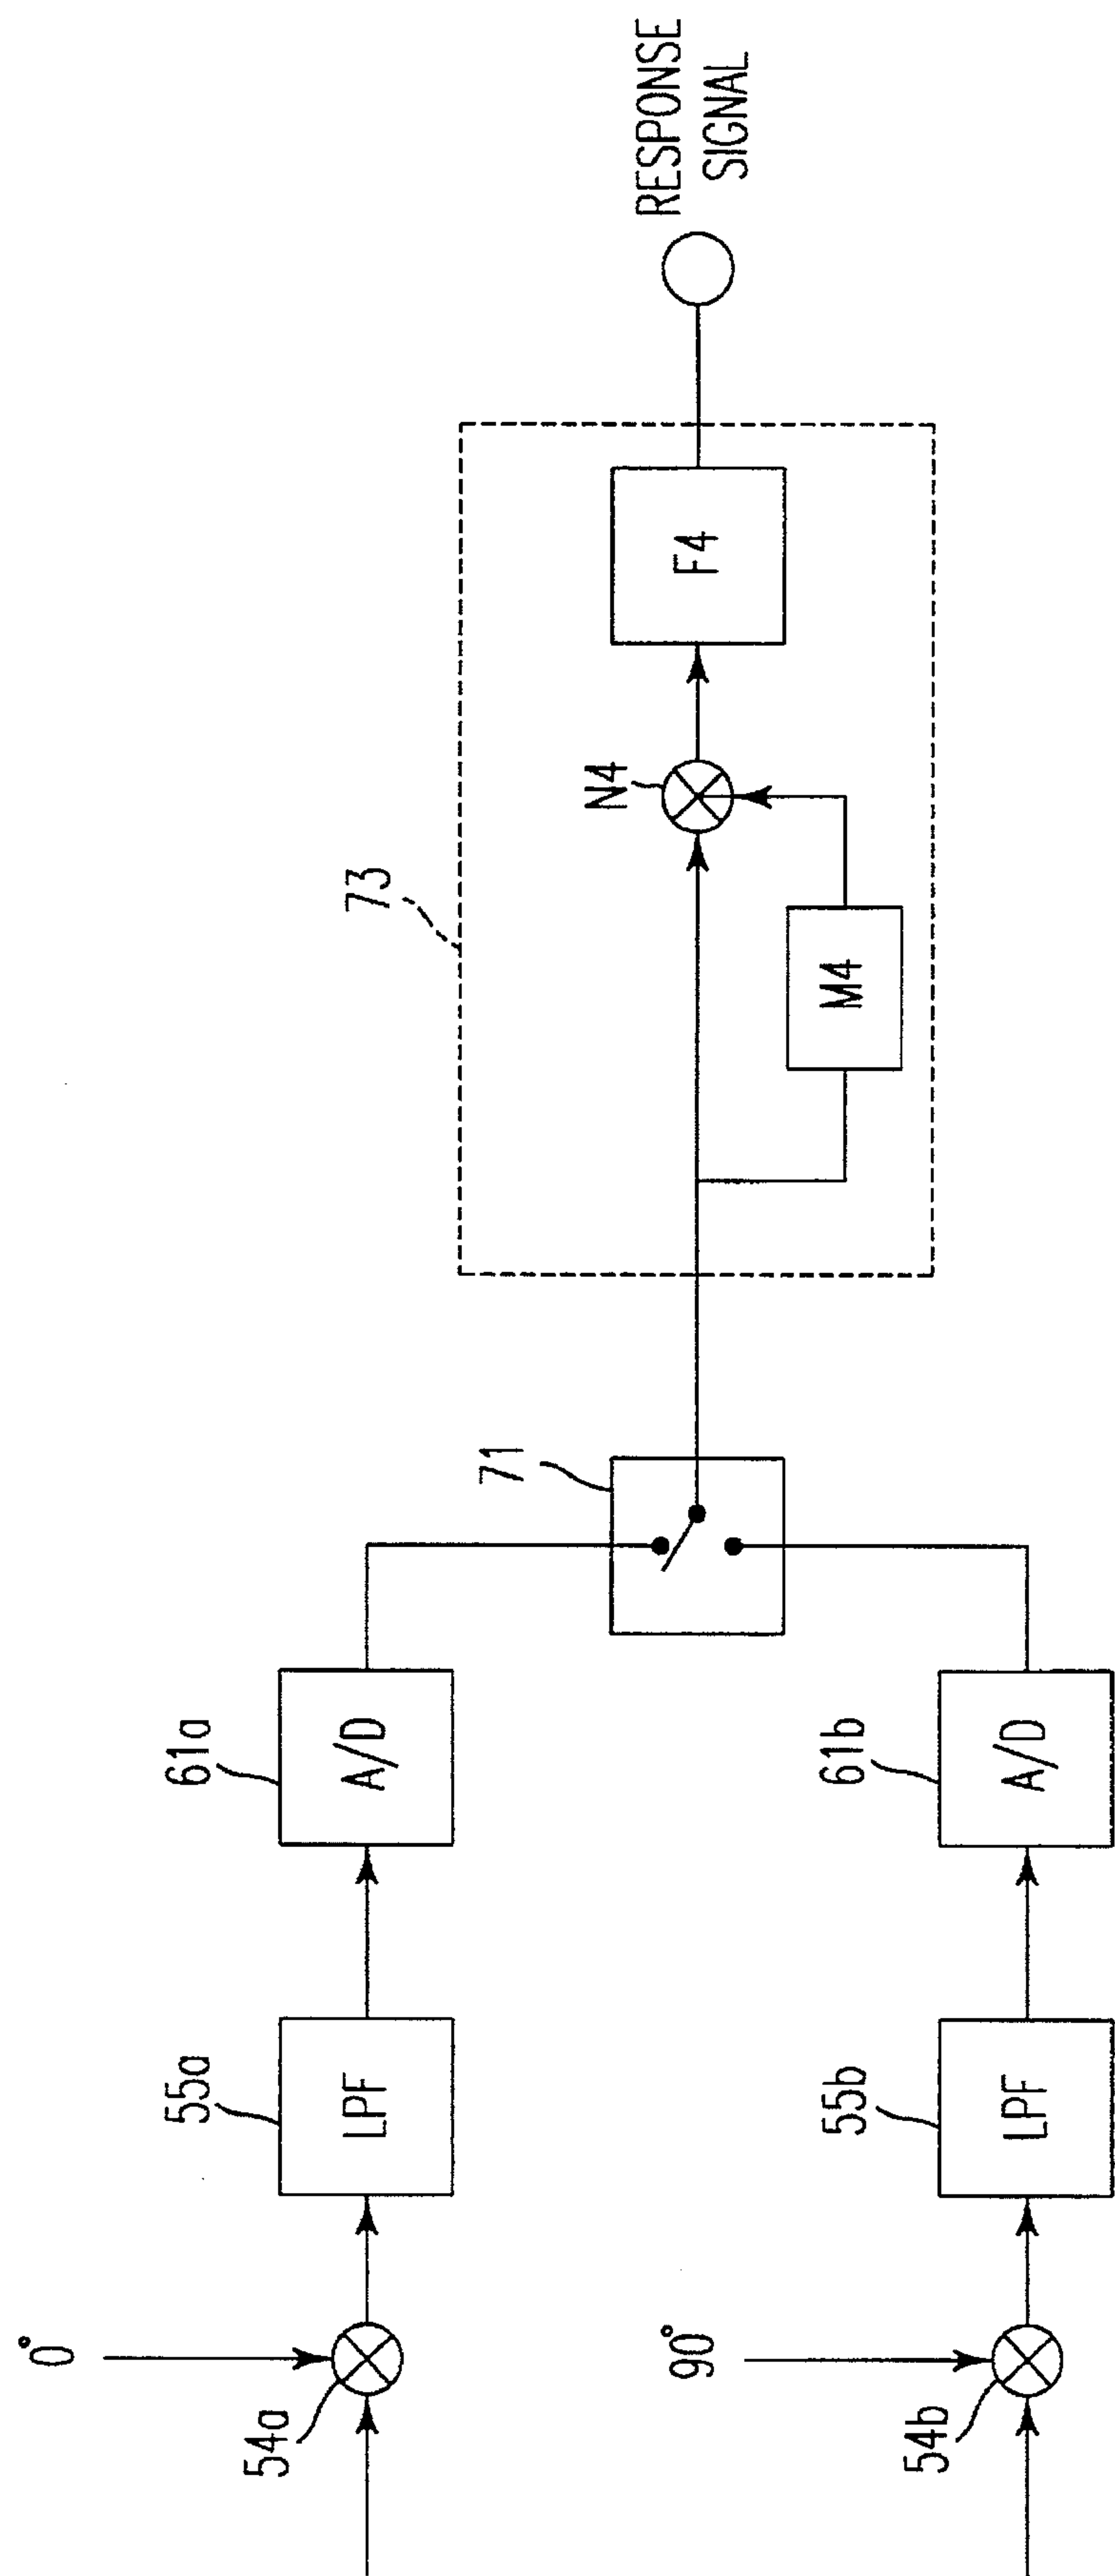 0°
54a
55a
LPF
61a
A/D
90°
54b
55b
LPF
61b
A/D
71
73
M4
N4
F4
RESPONSE
SIGNAL